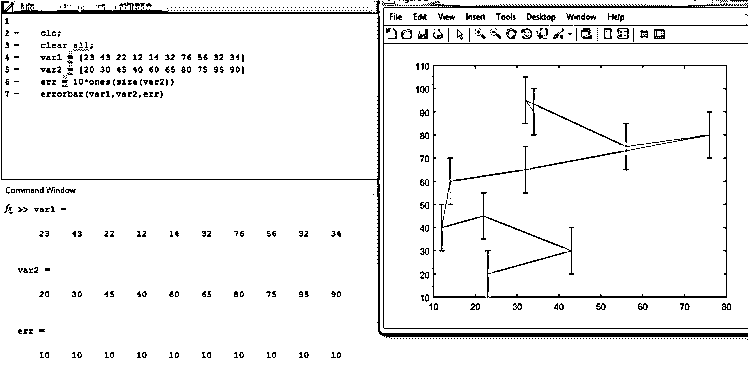 1
2 - clc;
3 - clear all;
4 - var1 = [23 43 22 12 14 32 76 56 32 34]
5 - var2 = [20 30 45 40 60 65 80 75 95 90]
6 - err = 10*ones(size(var2))
7 - errorbar(var1,var2,err)
Command Window
fx >> var1 =
23 43 22 12 14 32 76 56 32 34
var2 =
20 30 45 40 60 65 80 75 95 90
err =
10 10 10 10 10 10 10 10 10 10
File Edit View Insert Tools Desktop Window Help
110
100
90
80
70
60
50
40
30
20
10
10 20 30 40 50 60 70 80